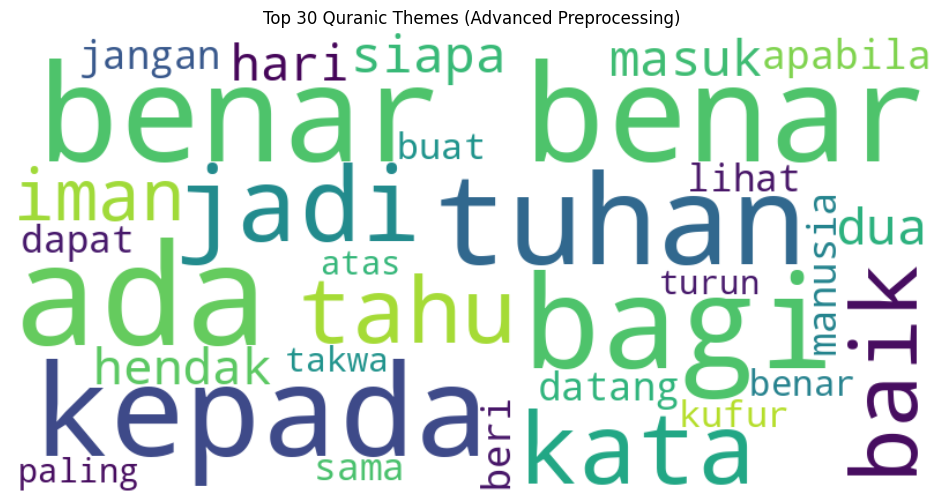 Top 30 Quranic Themes (Advanced Preprocessing)
jangan hari siapa masuk apabila
benar benar
buat
iman jadi tuhan lihat
dapat manusia dua
atas
ada tahu bagi turun baik
hendak takwa
kepada datang benar
beri kata kufur
paling sama